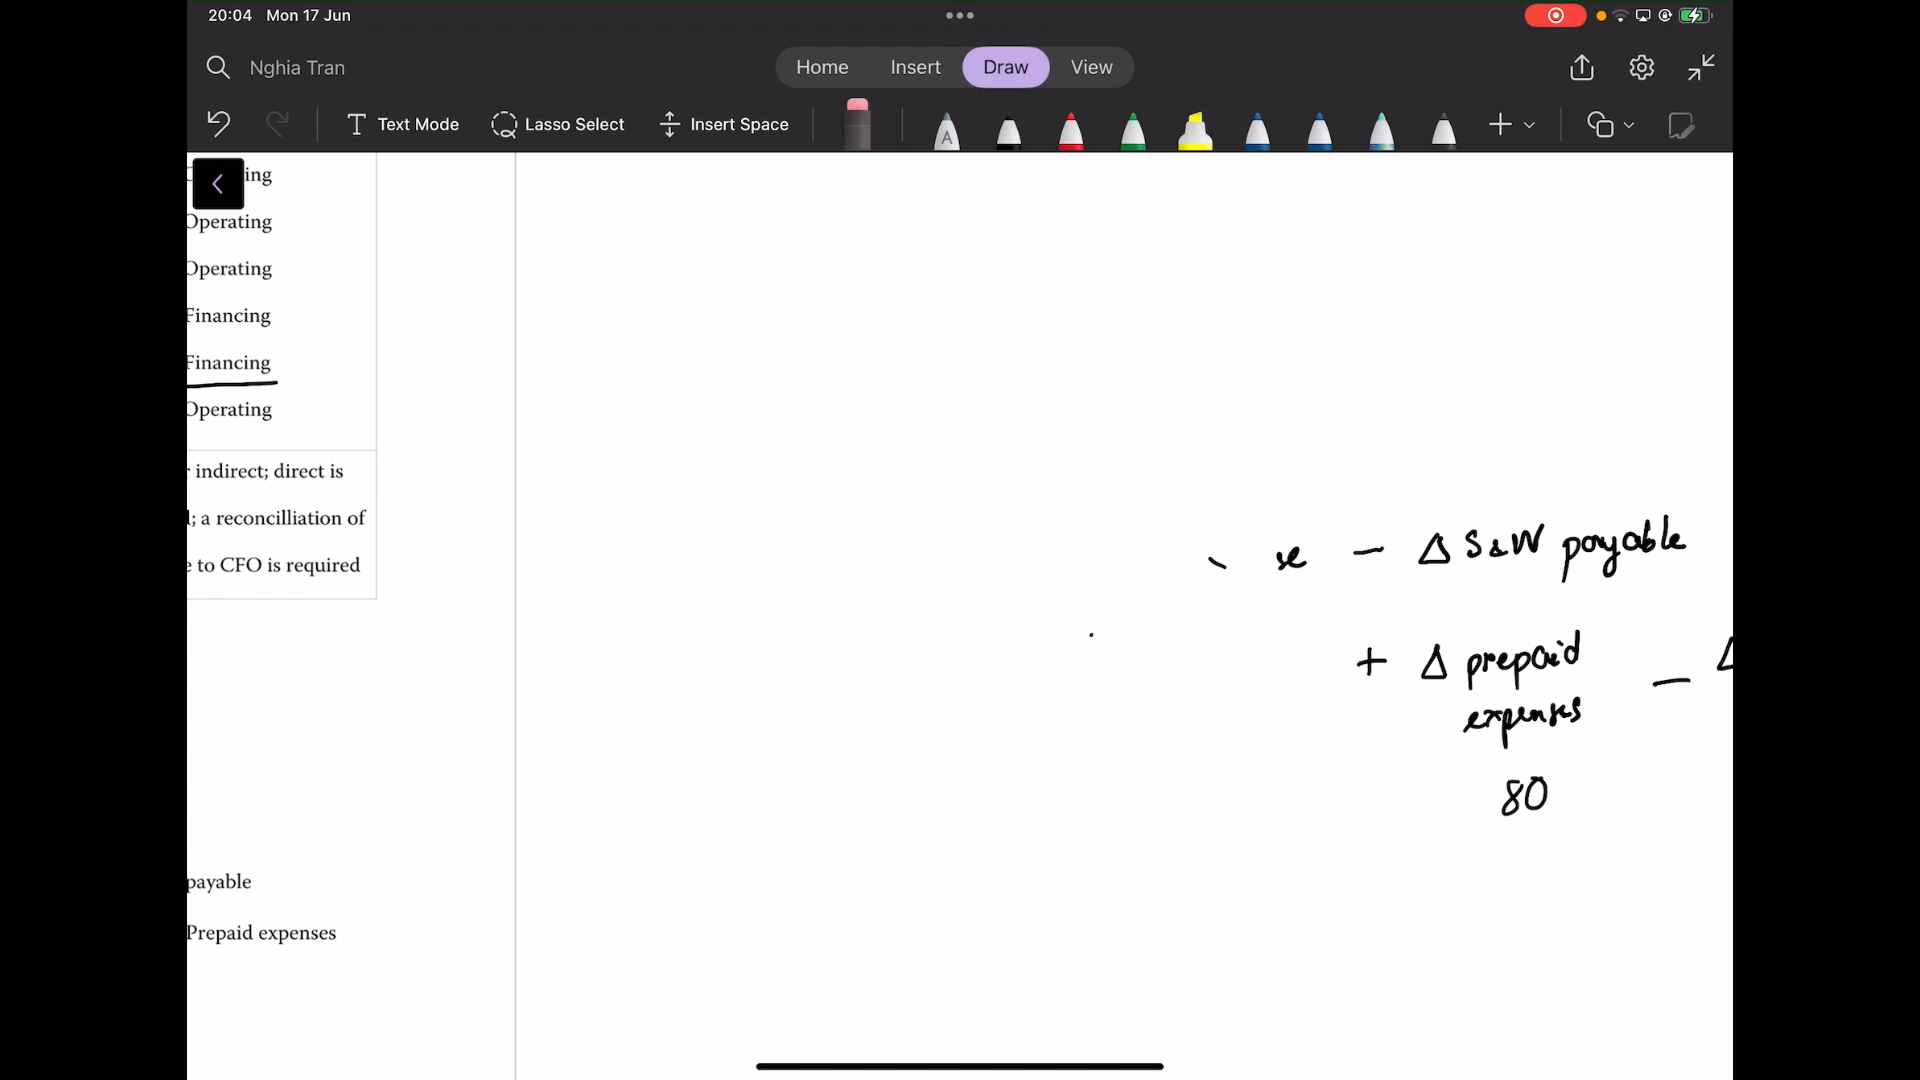 20:04 Mon 17 Jun
Nghia Tran
Home Insert Draw View
Text Mode Lasso Select Insert Space
A
Operating
Operating
Financing
Financing
Operating
indirect; direct is
; a reconcilliation of
to CFO is required
payable
Prepaid expenses
se − Δ S&W payable
+ Δ prepaid − Δ
expenses
80